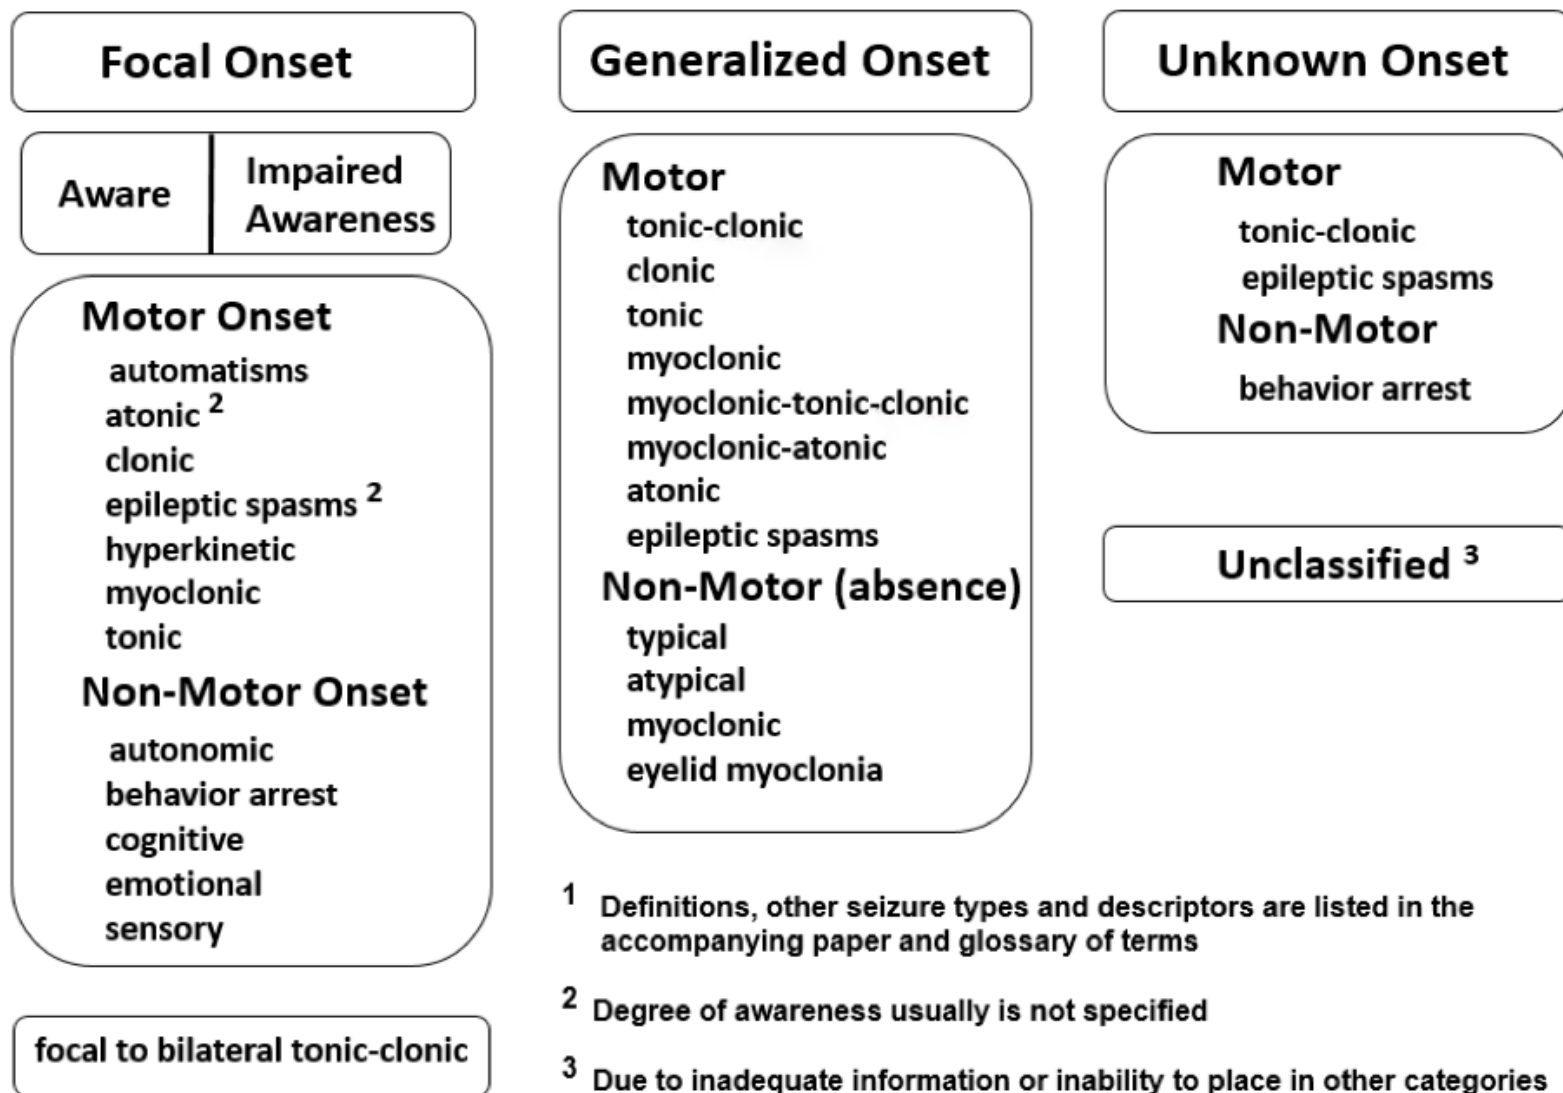 Focal Onset
Aware
Impaired
Awareness
Motor Onset
automatisms
atonic 2
clonic
epileptic spasms 2
hyperkinetic
myoclonic
tonic
Non-Motor Onset
autonomic
behavior arrest
cognitive
emotional
sensory
focal to bilateral tonic-clonic
Generalized Onset
Motor
tonic-clonic
clonic
tonic
myoclonic
myoclonic-tonic-clonic
myoclonic-atonic
atonic
epileptic spasms
Non-Motor (absence)
typical
atypical
myoclonic
eyelid myoclonia
Unknown Onset
Motor
tonic-clonic
epileptic spasms
Non-Motor
behavior arrest
Unclassified 3
1 Definitions, other seizure types and descriptors are listed in the
accompanying paper and glossary of terms
2 Degree of awareness usually is not specified
3 Due to inadequate information or inability to place in other categories